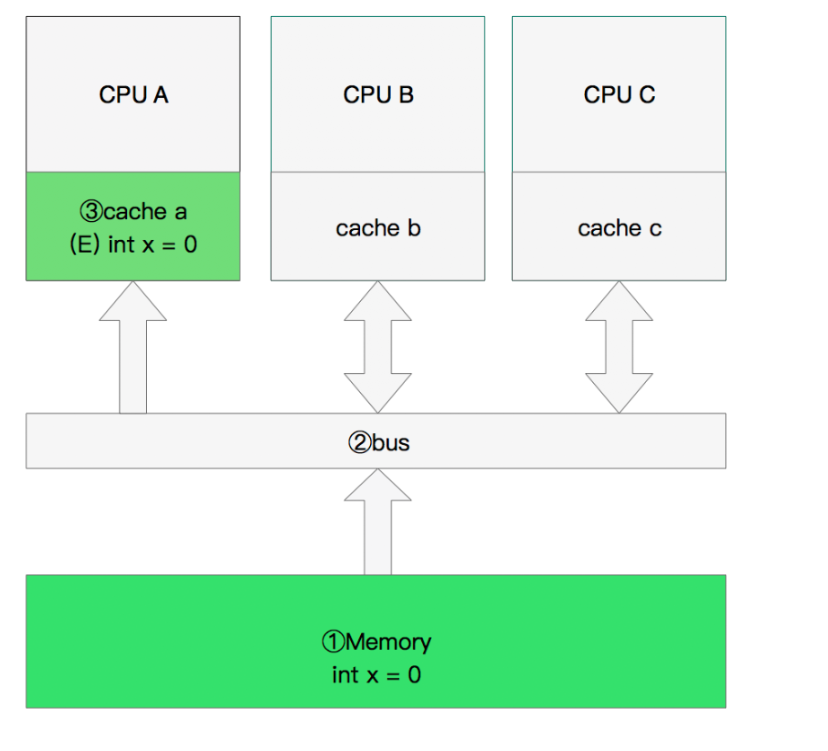 CPU A
CPU B
CPU C
③cache a
(E) int x = 0
cache b
cache c
②bus
①Memory
int x = 0